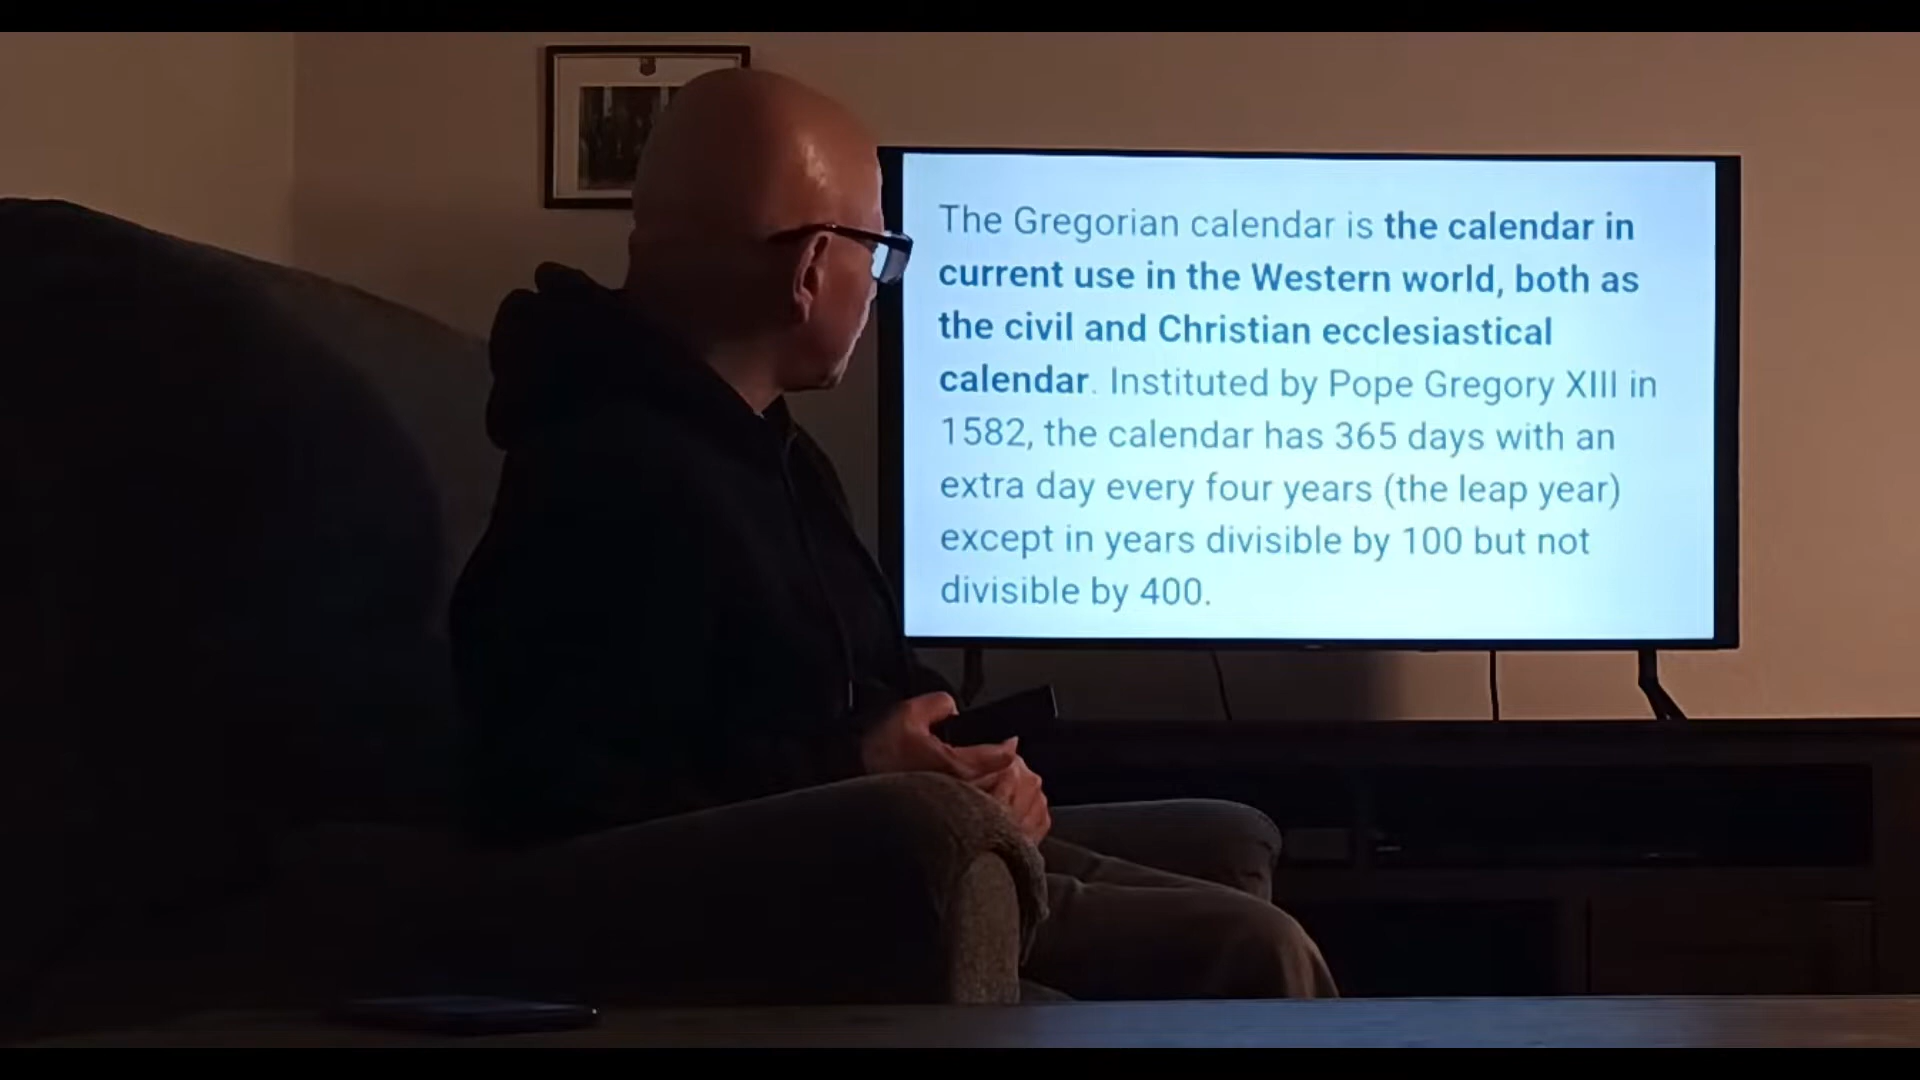 The Gregorian calendar is the calendar in
current use in the Western world, both as
the civil and Christian ecclesiastical
calendar. Instituted by Pope Gregory XIII in
1582, the calendar has 365 days with an
extra day every four years (the leap year)
except in years divisible by 100 but not
divisible by 400.